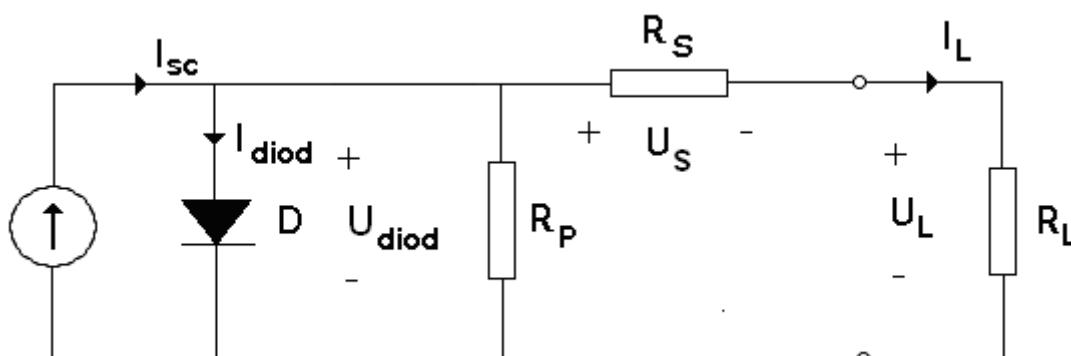 I_sc
R_S
I_L
I_diod
+
U_S
-
+
+
D
U_diod
R_P
U_L
R_L
-
-